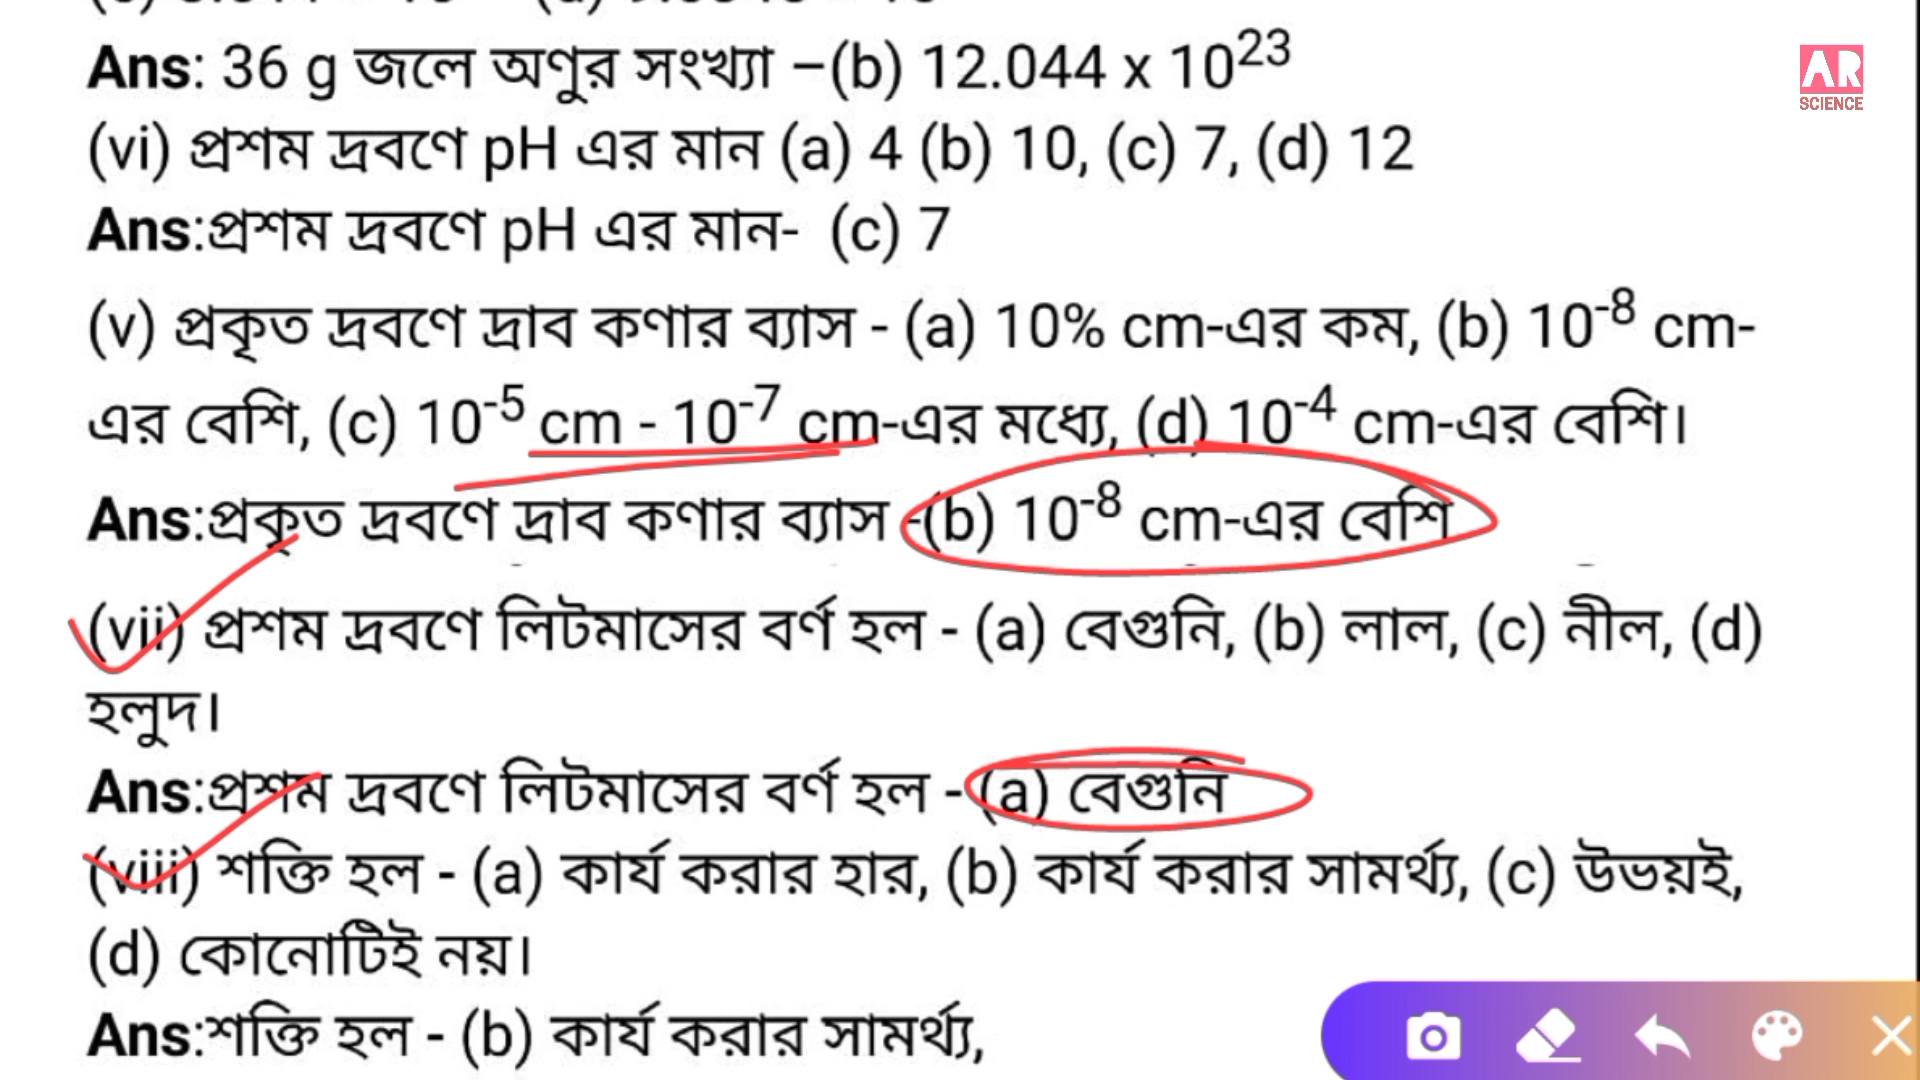 Ans: 36 g জলে অণুর সংখ্যা –(b) 12.044 x 10²³
AR
SCIENCE
(vi) প্রশম দ্রবণে pH এর মান (a) 4 (b) 10, (c) 7, (d) 12
Ans:প্রশম দ্রবণে pH এর মান- (c) 7
(v) প্রকৃত দ্রবণে দ্রাব কণার ব্যাস - (a) 10% cm-এর কম, (b) 10⁻⁸ cm-
এর বেশি, (c) 10⁻⁵ cm - 10⁻⁷ cm-এর মধ্যে, (d) 10⁻⁴ cm-এর বেশি।
Ans:প্রকৃত দ্রবণে দ্রাব কণার ব্যাস -(b) 10⁻⁸ cm-এর বেশি
(vii) প্রশম দ্রবণে লিটমাসের বর্ণ হল - (a) বেগুনি, (b) লাল, (c) নীল, (d)
হলুদ।
Ans:প্রশম দ্রবণে লিটমাসের বর্ণ হল - (a) বেগুনি
(viii) শক্তি হল - (a) কার্য করার হার, (b) কার্য করার সামর্থ্য, (c) উভয়ই,
(d) কোনোটিই নয়।
Ans:শক্তি হল - (b) কার্য করার সামর্থ্য,